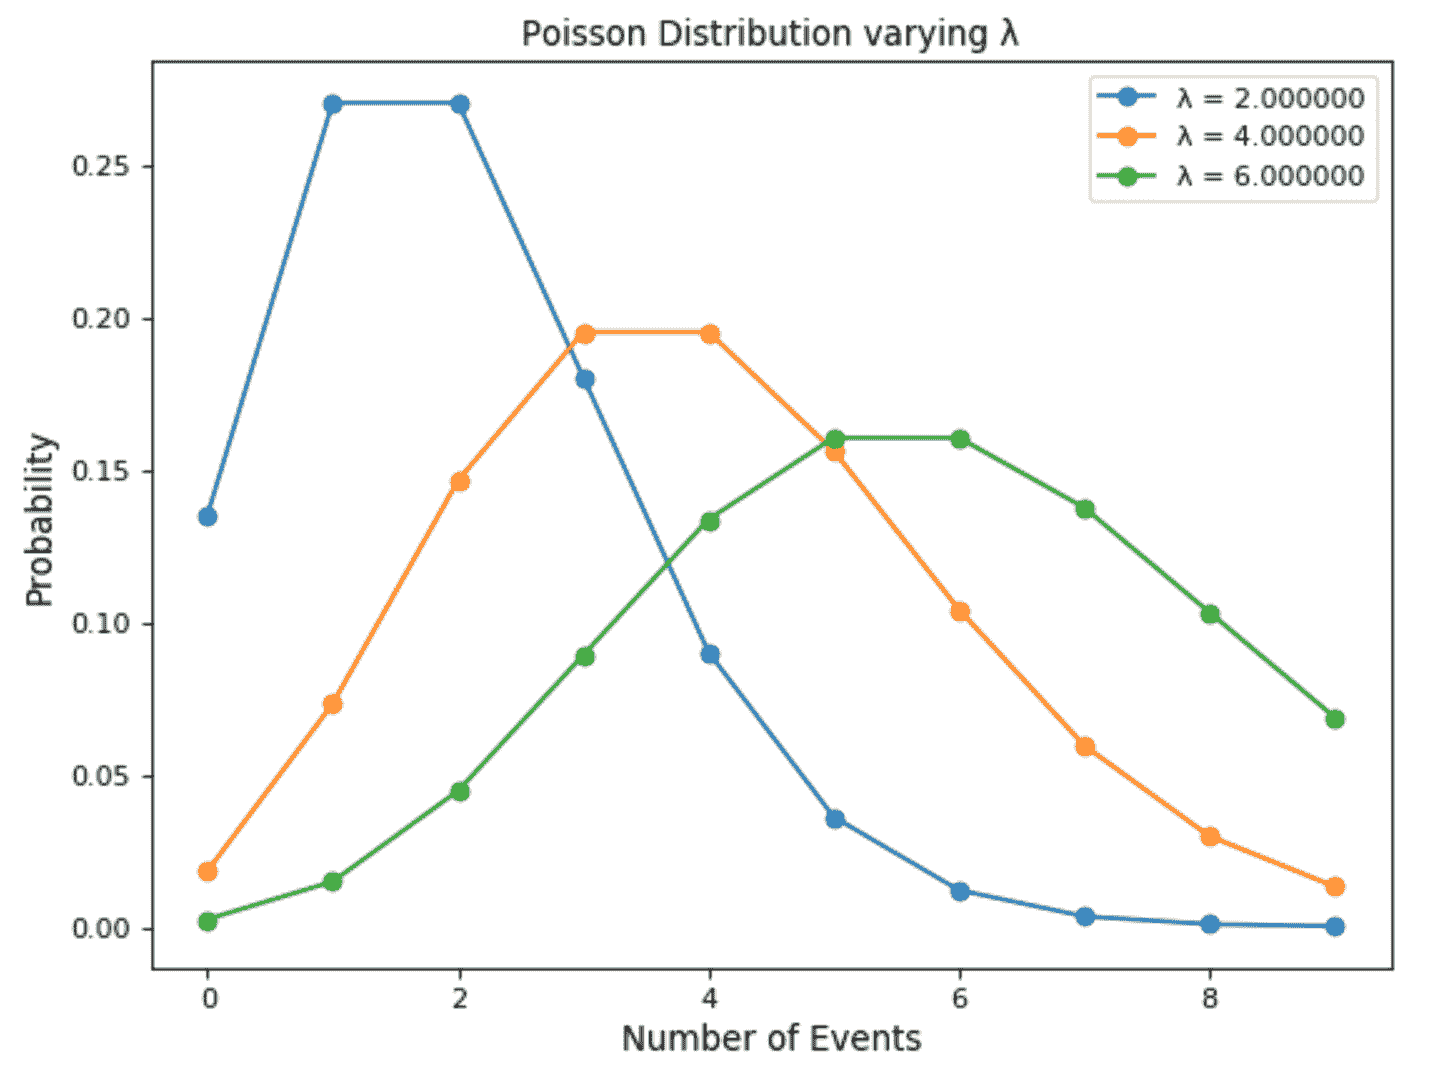 Poisson Distribution varying λ
λ = 2.000000
λ = 4.000000
λ = 6.000000
0.25
0.20
0.15
0.10
0.05
0.00
Probability
0 2 4 6 8
Number of Events